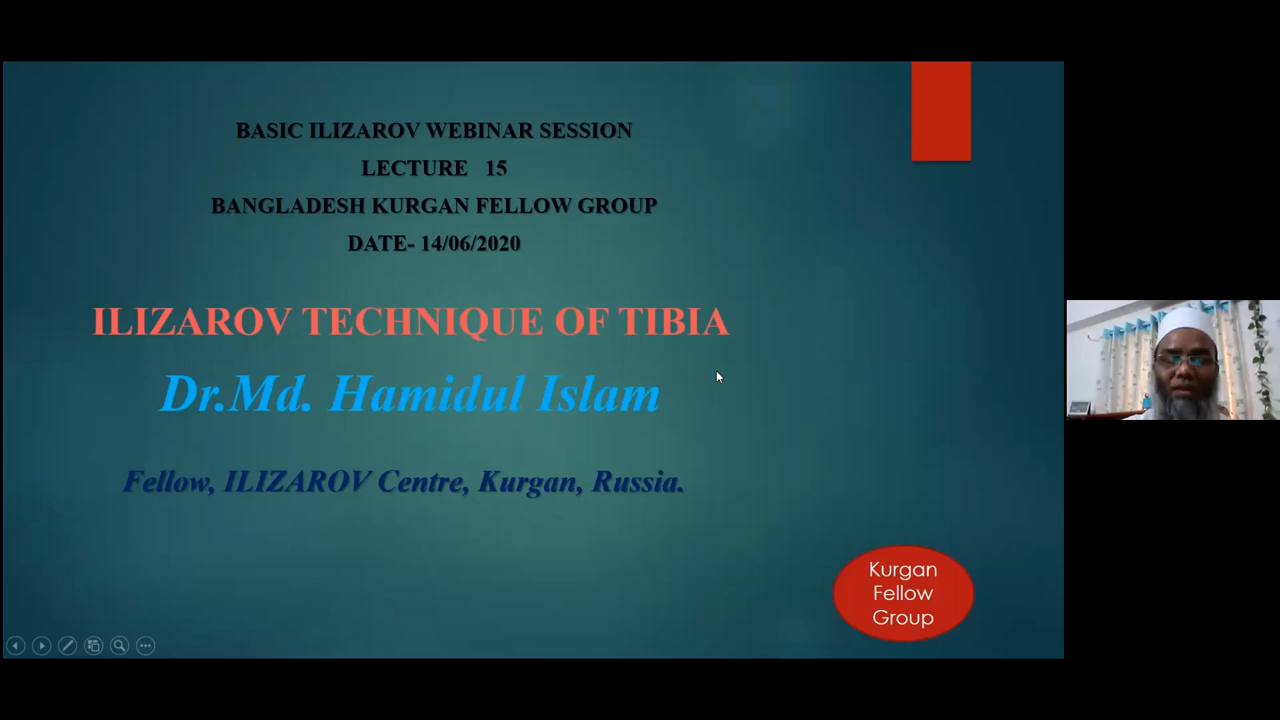 BASIC ILIZAROV WEBINAR SESSION
LECTURE 15
BANGLADESH KURGAN FELLOW GROUP
DATE- 14/06/2020
ILIZAROV TECHNIQUE OF TIBIA
Dr.Md. Hamidul Islam
Fellow, ILIZAROV Centre, Kurgan, Russia.
Kurgan
Fellow
Group